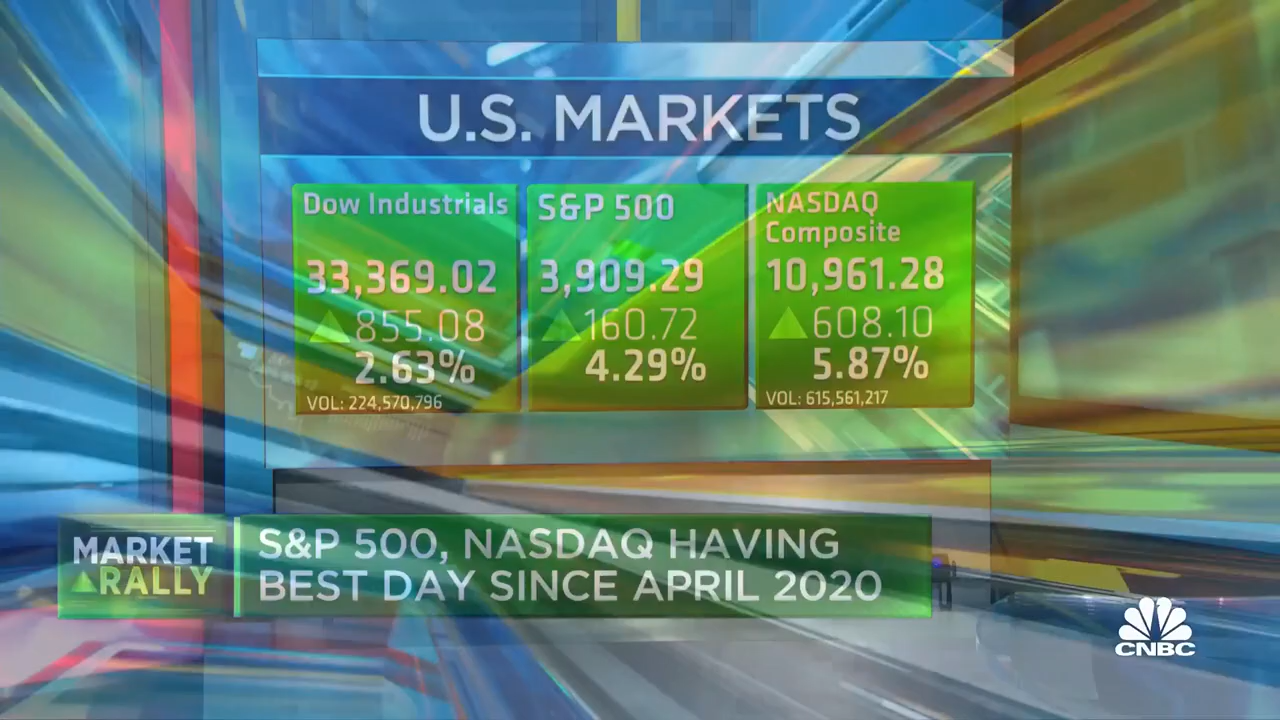 U.S. MARKETS
Dow Industrials
33,369.02
▲855.08
2.63%
VOL: 224,570,796
S&P 500
3,909.29
▲160.72
4.29%
NASDAQ
Composite
10,961.28
▲608.10
5.87%
VOL: 615,561,217
MARKET
▲RALLY
S&P 500, NASDAQ HAVING
BEST DAY SINCE APRIL 2020
CNBC